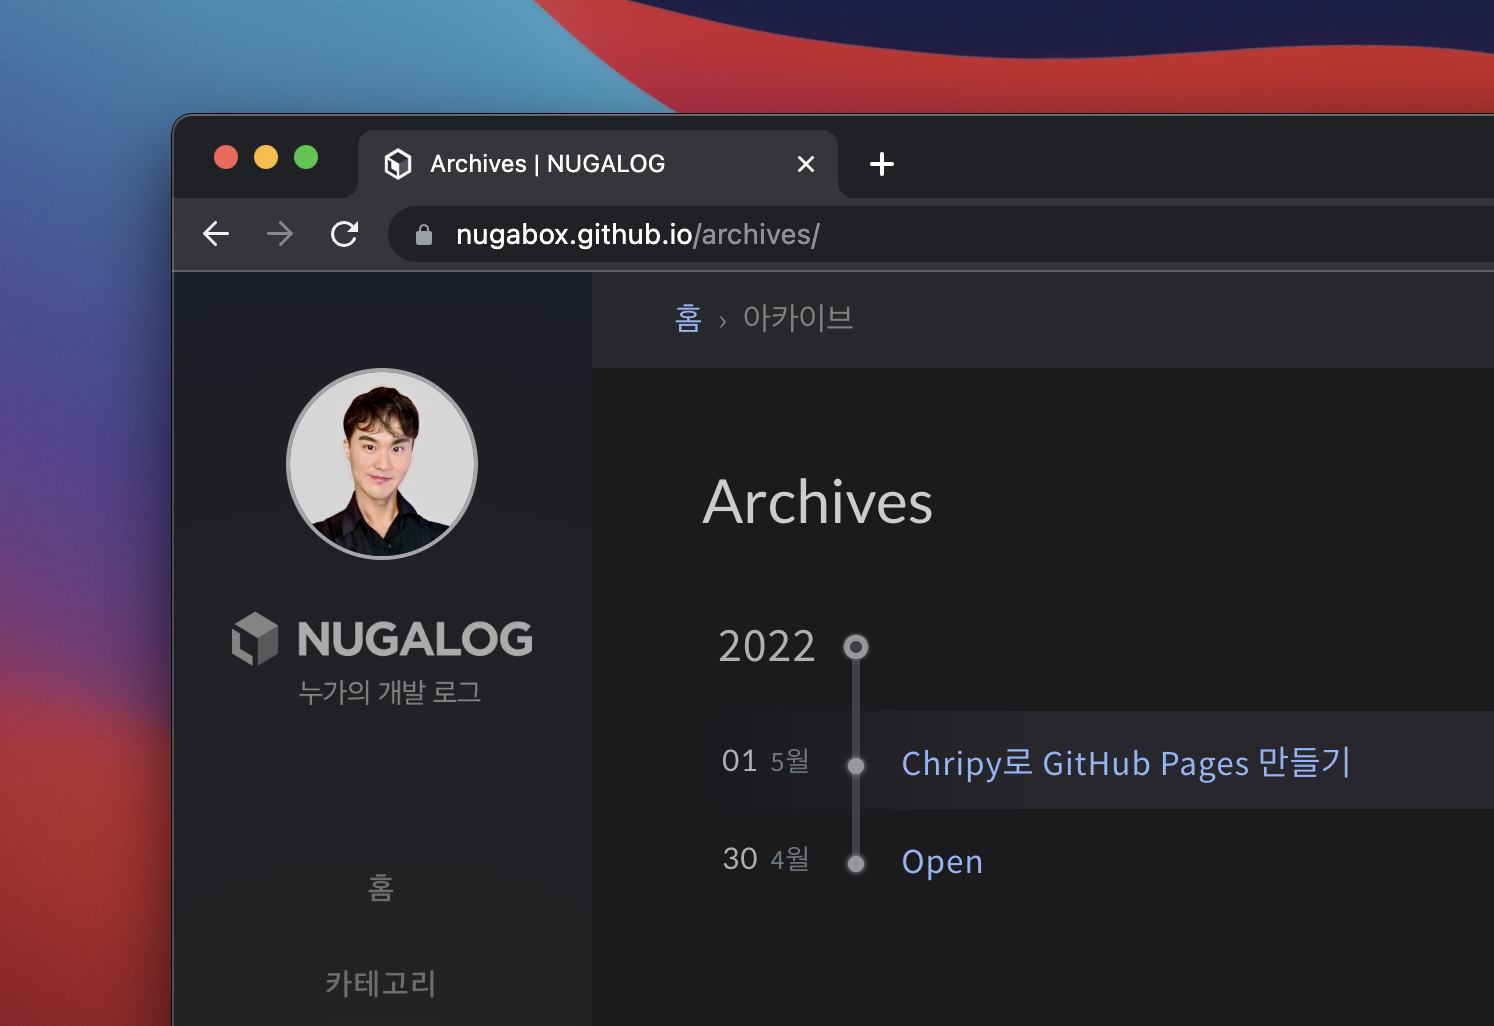 Archives | NUGALOG
nugabox.github.io/archives/
홈 › 아카이브
NUGALOG
누가의 개발 로그
홈
카테고리
Archives
2022
01 5월 Chripy로 GitHub Pages 만들기
30 4월 Open